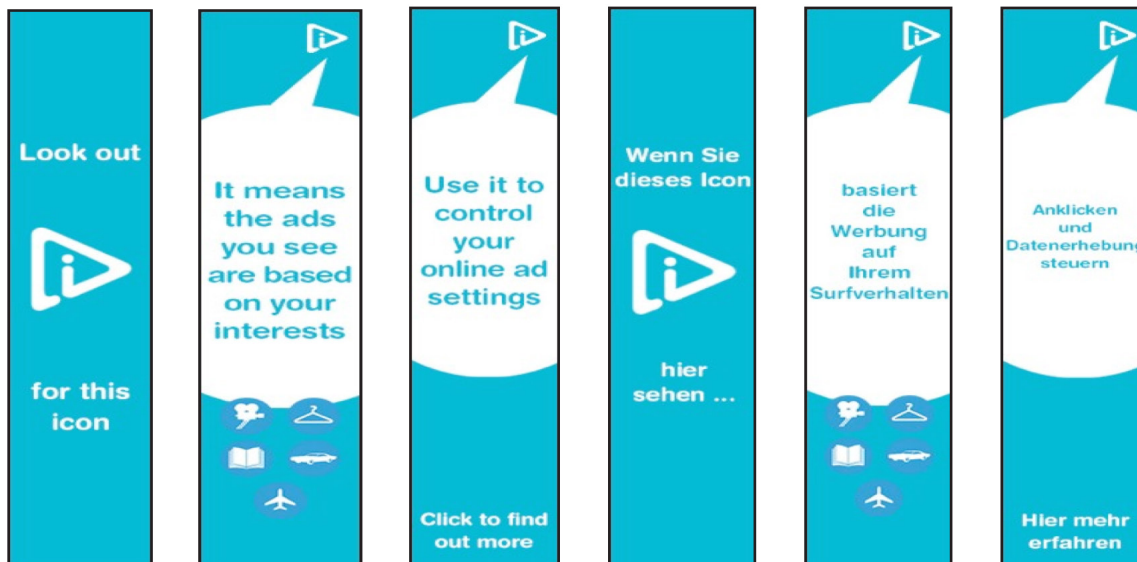 Look out
for this
icon
It means
the ads
you see
are based
on your
interests
Use it to
control
your
online ad
settings
Click to find
out more
Wenn Sie
dieses Icon
hier
sehen ...
basiert
die
Werbung
auf
Ihrem
Surfverhalten
Anklicken
und
Datenerhebung
steuern
Hier mehr
erfahren